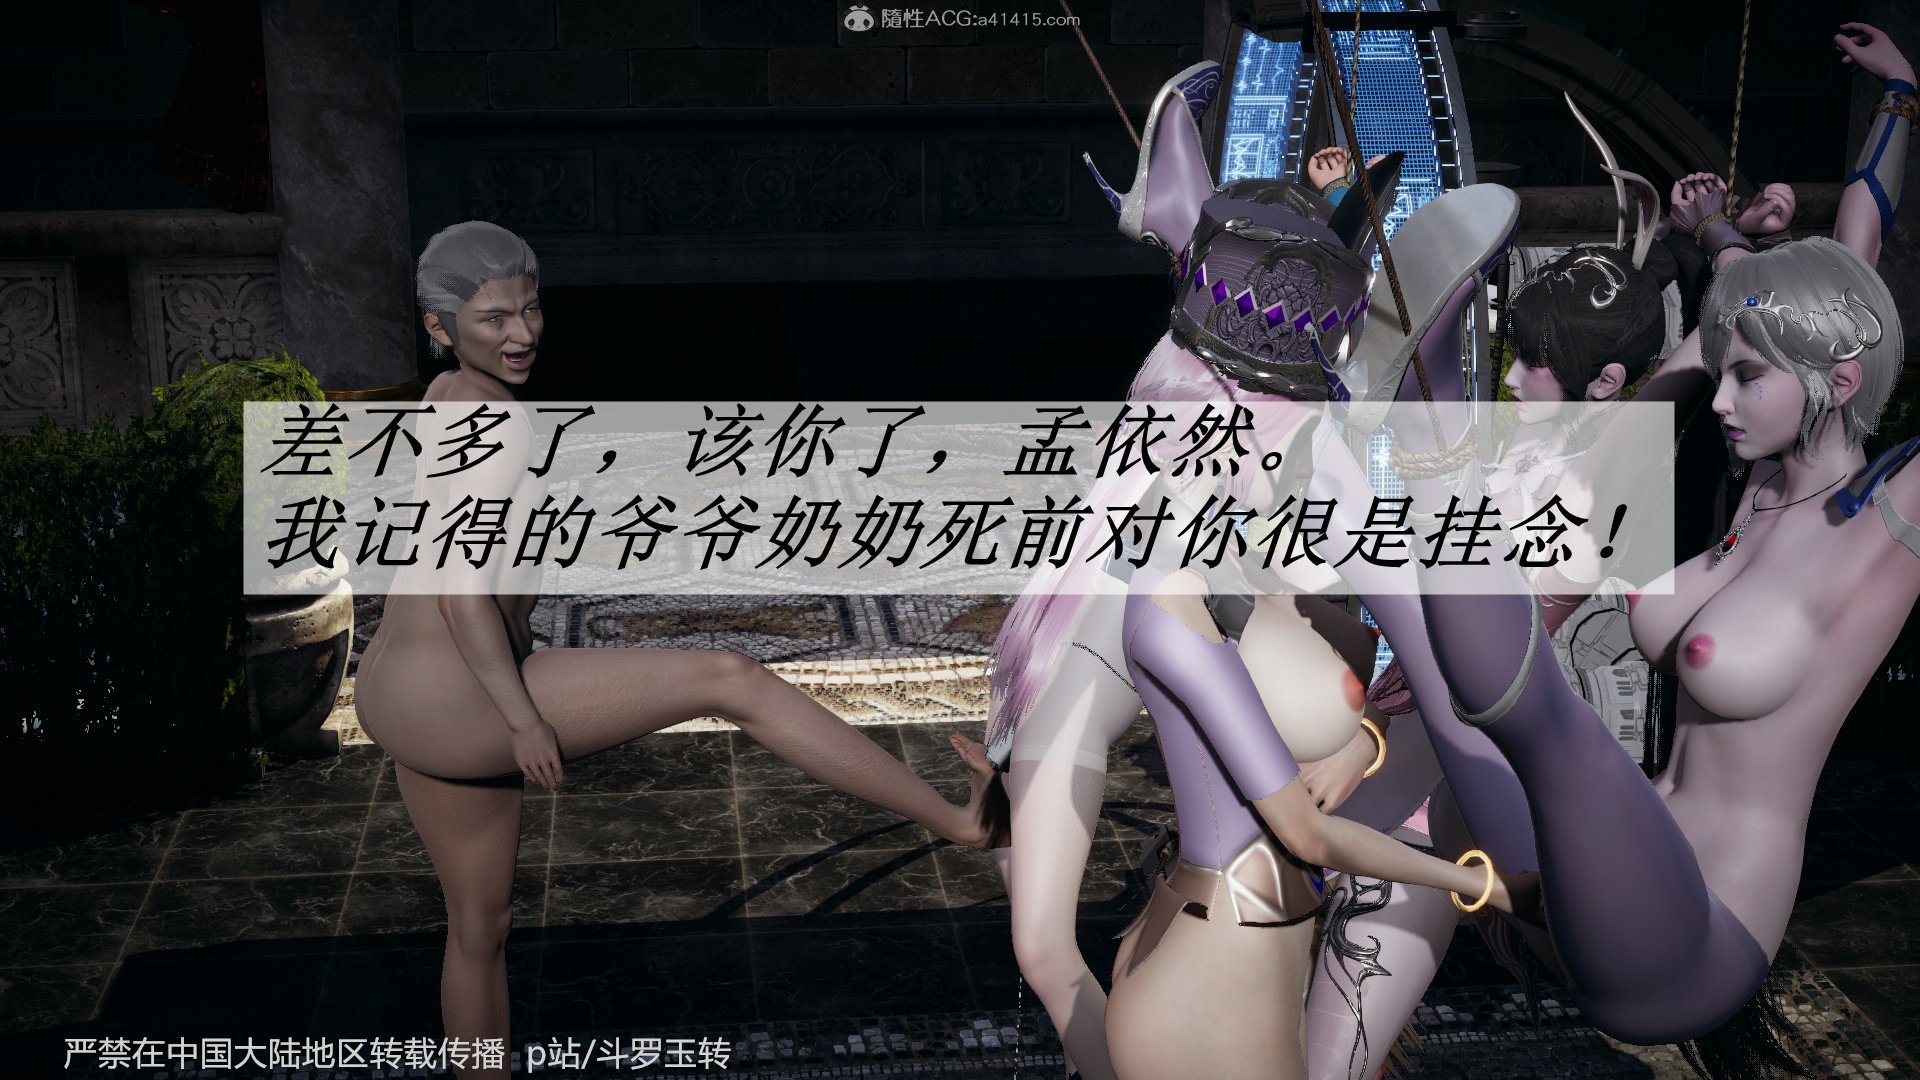 隨性ACG:a41415.com
差不多了，该你了，孟依然。
我记得的爷爷奶奶死前对你很是挂念！
严禁在中国大陆地区转载传播 p站/斗罗玉转